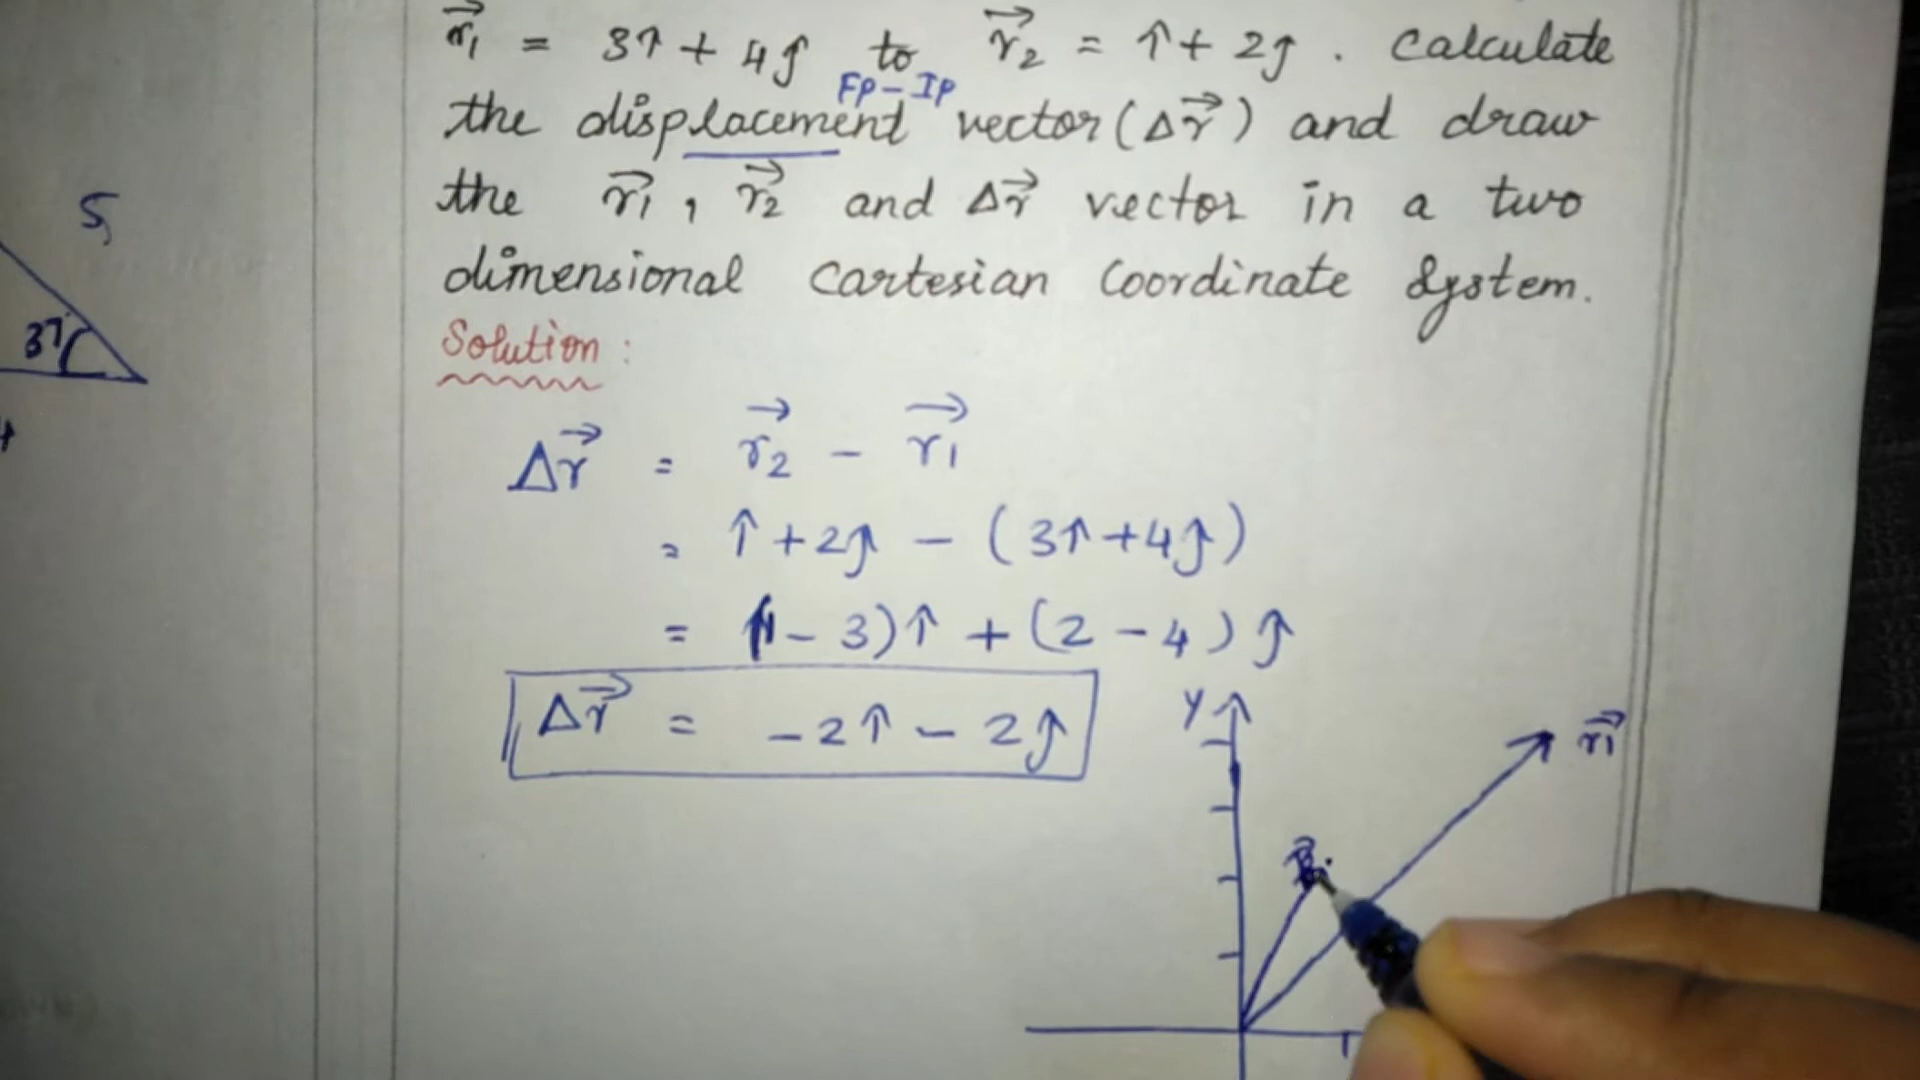 r⃗₁ = 3î + 4ĵ to r⃗₂ = î + 2ĵ . Calculate
FP - IP
the displacement vector (Δr⃗) and draw
the r⃗₁ , r⃗₂ and Δr⃗ vector in a two
dimensional Cartesian Coordinate System.
Solution :
Δr⃗ = r⃗₂ - r⃗₁
= î + 2ĵ - (3î + 4ĵ)
= (1 - 3)î + (2 - 4)ĵ
Δr⃗ = -2î - 2ĵ
Y
r⃗₁
5
37